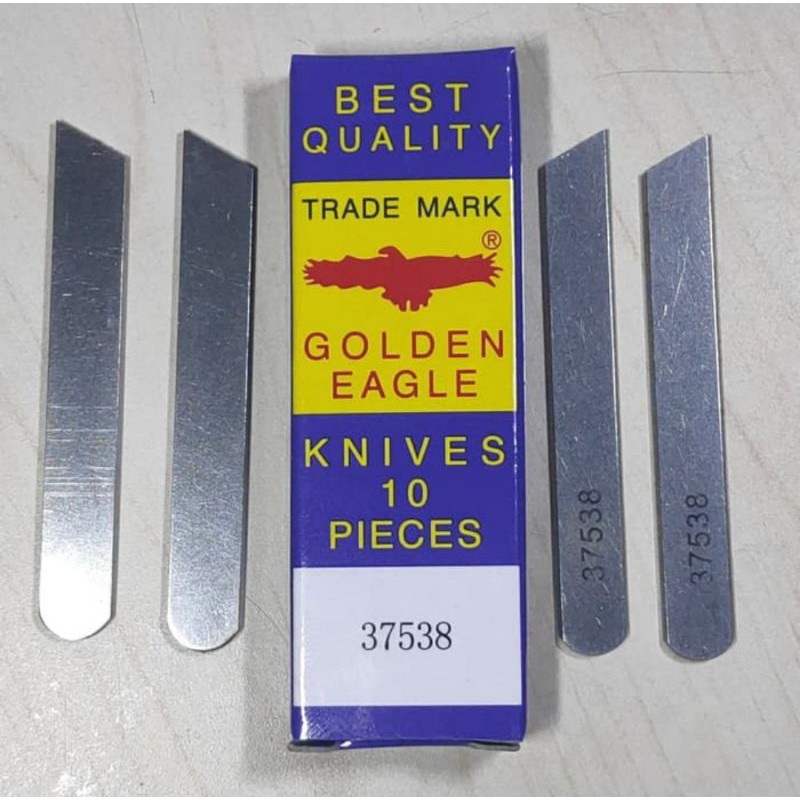 BEST
QUALITY
TRADE MARK
®
GOLDEN
EAGLE
KNIVES
10
PIECES
37538
37538
37538